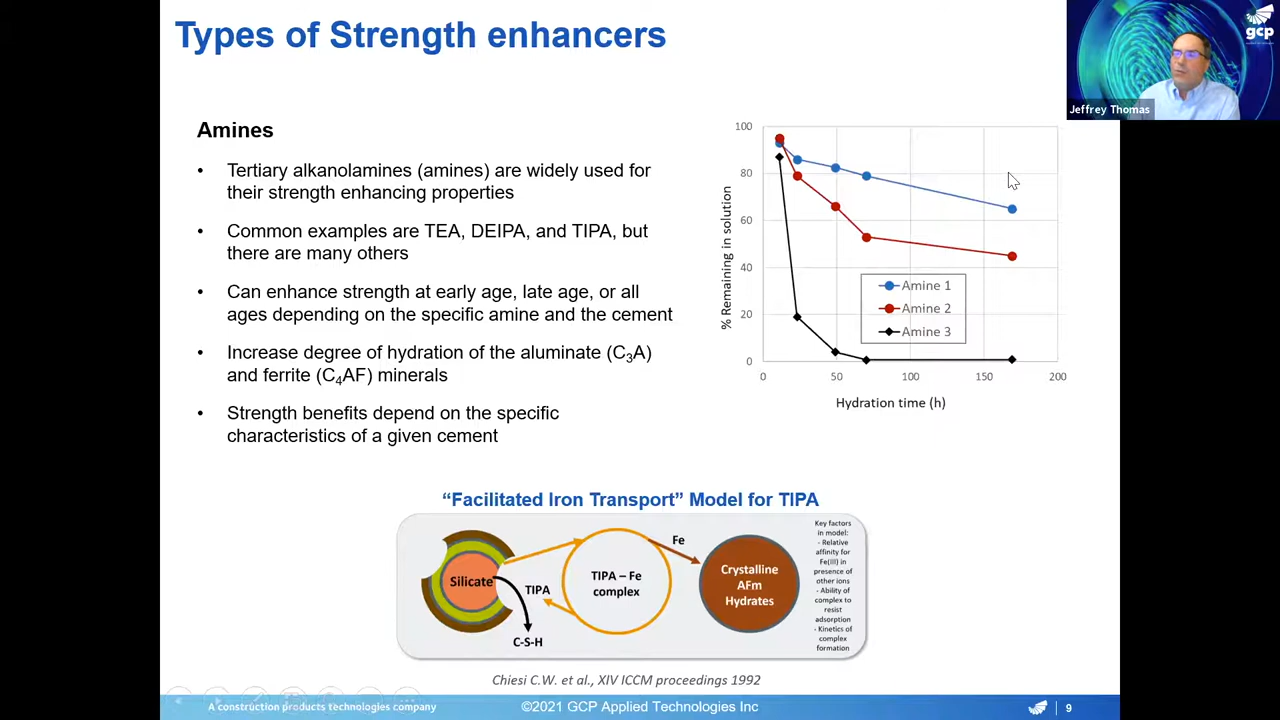 Types of Strength enhancers
gcp
Jeffrey Thomas
Amines
• Tertiary alkanolamines (amines) are widely used for
their strength enhancing properties
• Common examples are TEA, DEIPA, and TIPA, but
there are many others
• Can enhance strength at early age, late age, or all
ages depending on the specific amine and the cement
• Increase degree of hydration of the aluminate (C3A)
and ferrite (C4AF) minerals
• Strength benefits depend on the specific
characteristics of a given cement
% Remaining in solution
100
80
60
40
20
0
Amine 1
Amine 2
Amine 3
0 50 100 150 200
Hydration time (h)
“Facilitated Iron Transport” Model for TIPA
Silicate
TIPA
C-S-H
TIPA – Fe
complex
Fe
Crystalline
AFm
Hydrates
Key factors
in model:
- Relative
affinity for
Fe(III) in
presence of
other ions
- Ability of
complex to
resist
adsorption
- Kinetics of
complex
formation
Chiesi C.W. et al., XIV ICCM proceedings 1992
A construction products technologies company
©2021 GCP Applied Technologies Inc
9